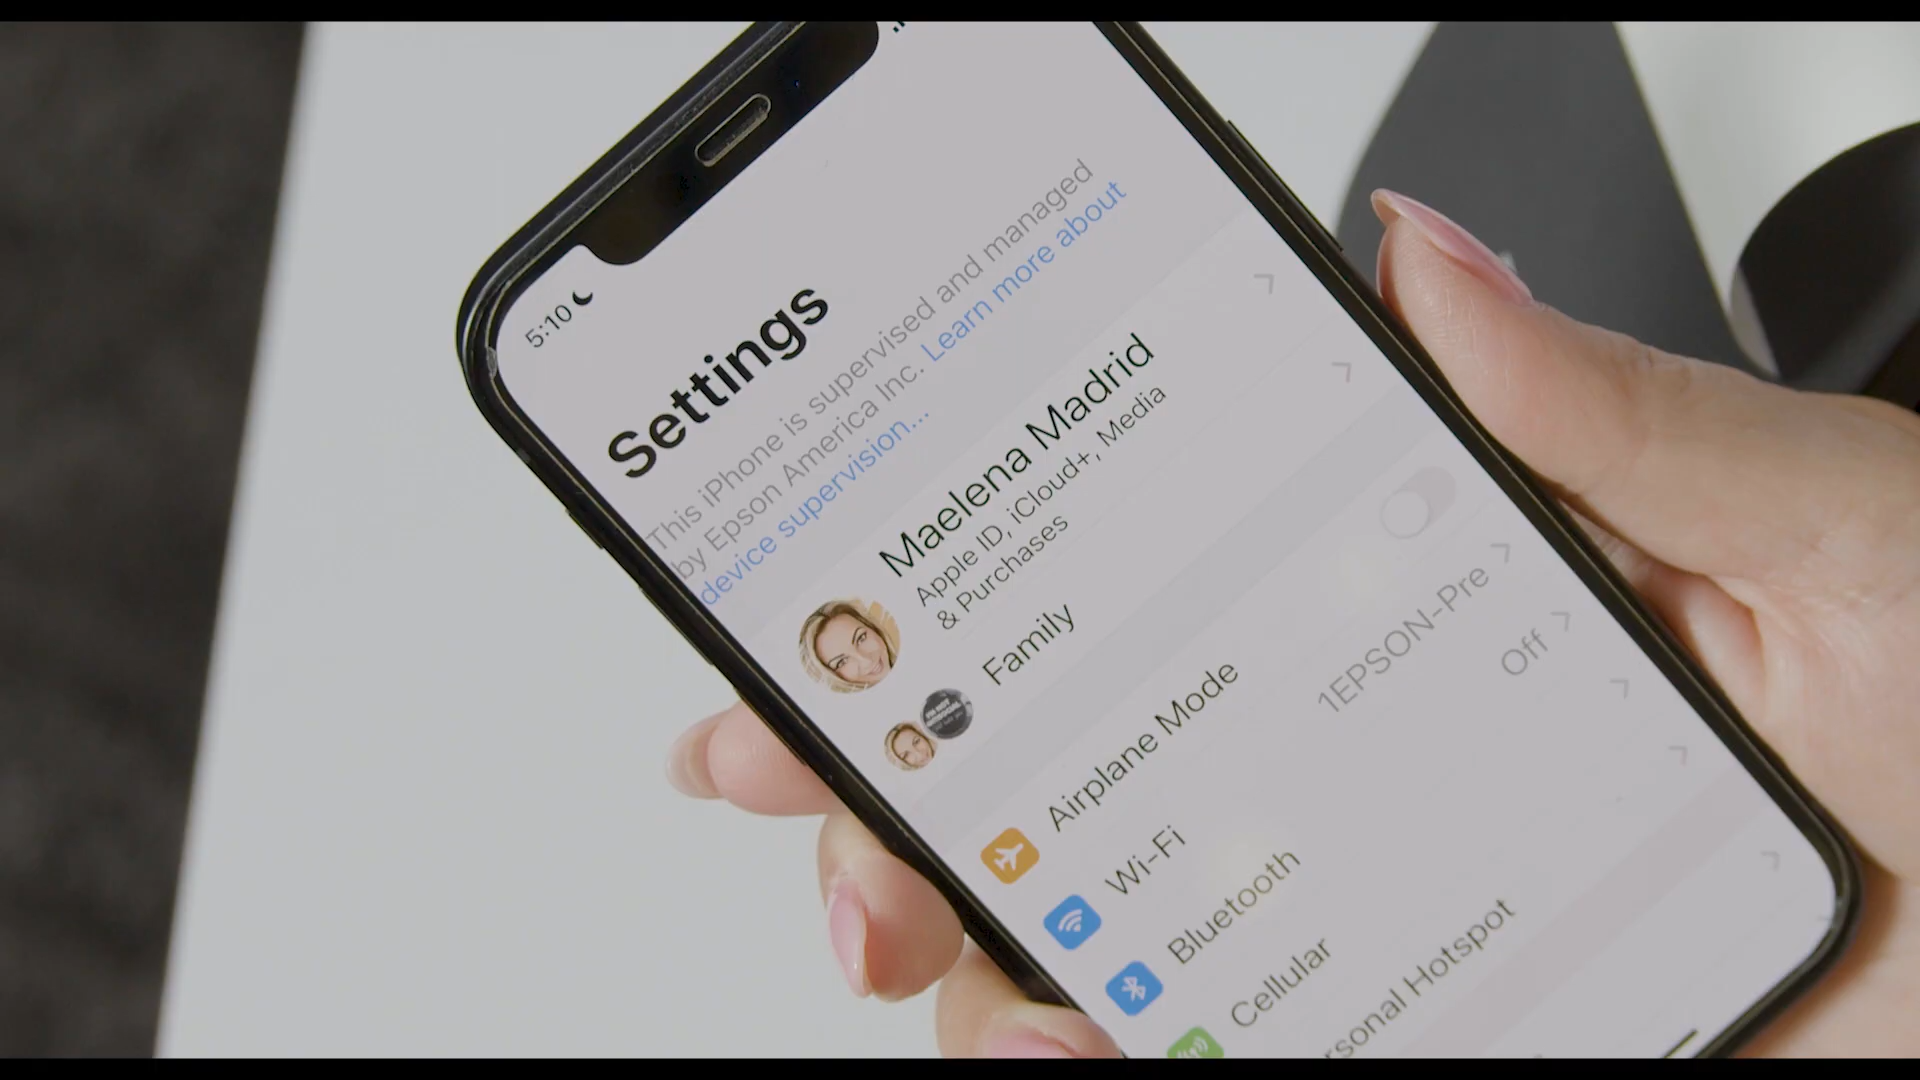 5:10
Settings
This iPhone is supervised and managed
by Epson America Inc. Learn more about
device supervision...
Maelena Madrid
Apple ID, iCloud+, Media
& Purchases
Family
Airplane Mode
Wi-Fi 1EPSON-Pre
Bluetooth Off
Cellular
rsonal Hotspot